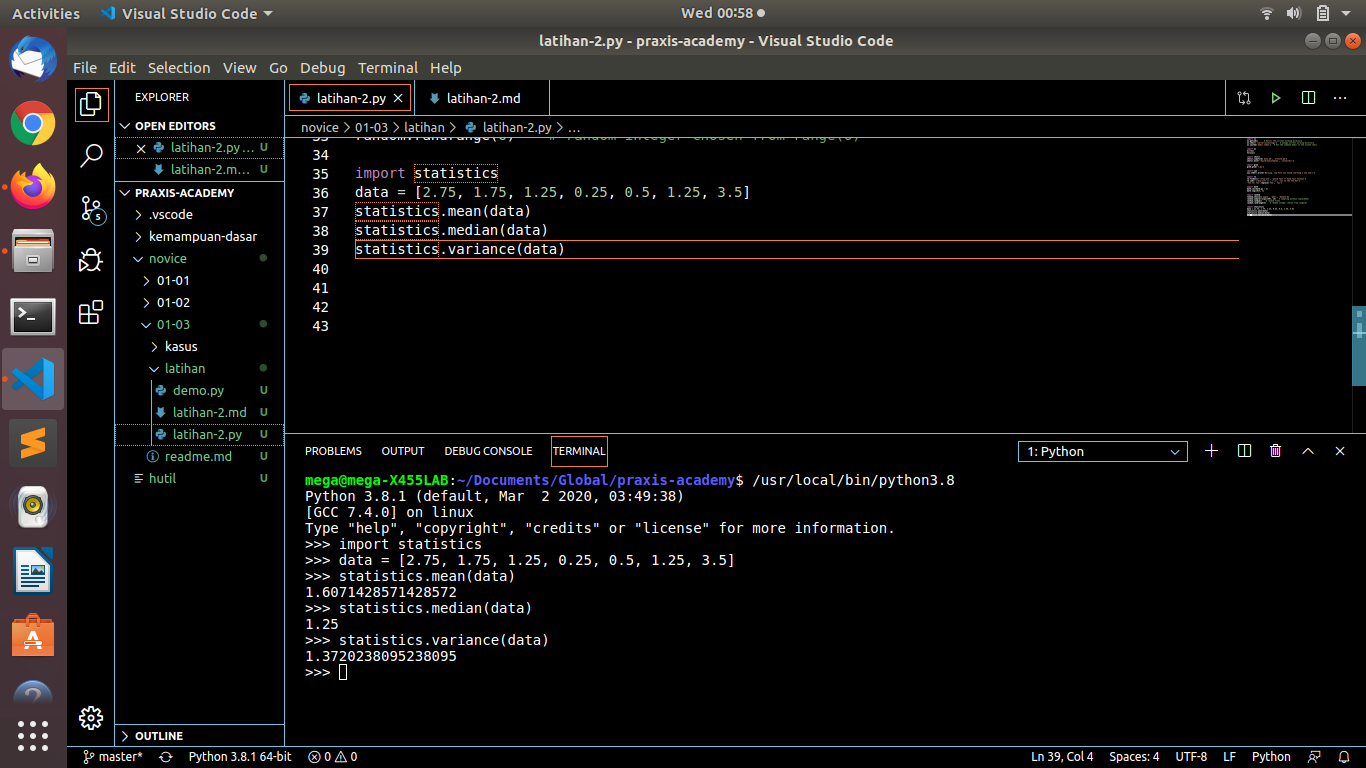 Activities
Visual Studio Code
Wed 00:58
latihan-2.py - praxis-academy - Visual Studio Code
File Edit Selection View Go Debug Terminal Help
EXPLORER
OPEN EDITORS
latihan-2.py ... U
latihan-2.m... U
PRAXIS-ACADEMY
.vscode
kemampuan-dasar
novice
01-01
01-02
01-03
kasus
latihan
demo.py U
latihan-2.md U
latihan-2.py U
readme.md U
hutil U
OUTLINE
latihan-2.py
latihan-2.md
novice > 01-03 > latihan > latihan-2.py > ...
34
35 import statistics
36 data = [2.75, 1.75, 1.25, 0.25, 0.5, 1.25, 3.5]
37 statistics.mean(data)
38 statistics.median(data)
39 statistics.variance(data)
40
41
42
43
PROBLEMS OUTPUT DEBUG CONSOLE TERMINAL
1: Python
mega@mega-X455LAB:~/Documents/Global/praxis-academy$ /usr/local/bin/python3.8
Python 3.8.1 (default, Mar  2 2020, 03:49:38)
[GCC 7.4.0] on linux
Type "help", "copyright", "credits" or "license" for more information.
>>> import statistics
>>> data = [2.75, 1.75, 1.25, 0.25, 0.5, 1.25, 3.5]
>>> statistics.mean(data)
1.6071428571428572
>>> statistics.median(data)
1.25
>>> statistics.variance(data)
1.3720238095238095
>>>
5
master* Python 3.8.1 64-bit 0 0
Ln 39, Col 4 Spaces: 4 UTF-8 LF Python